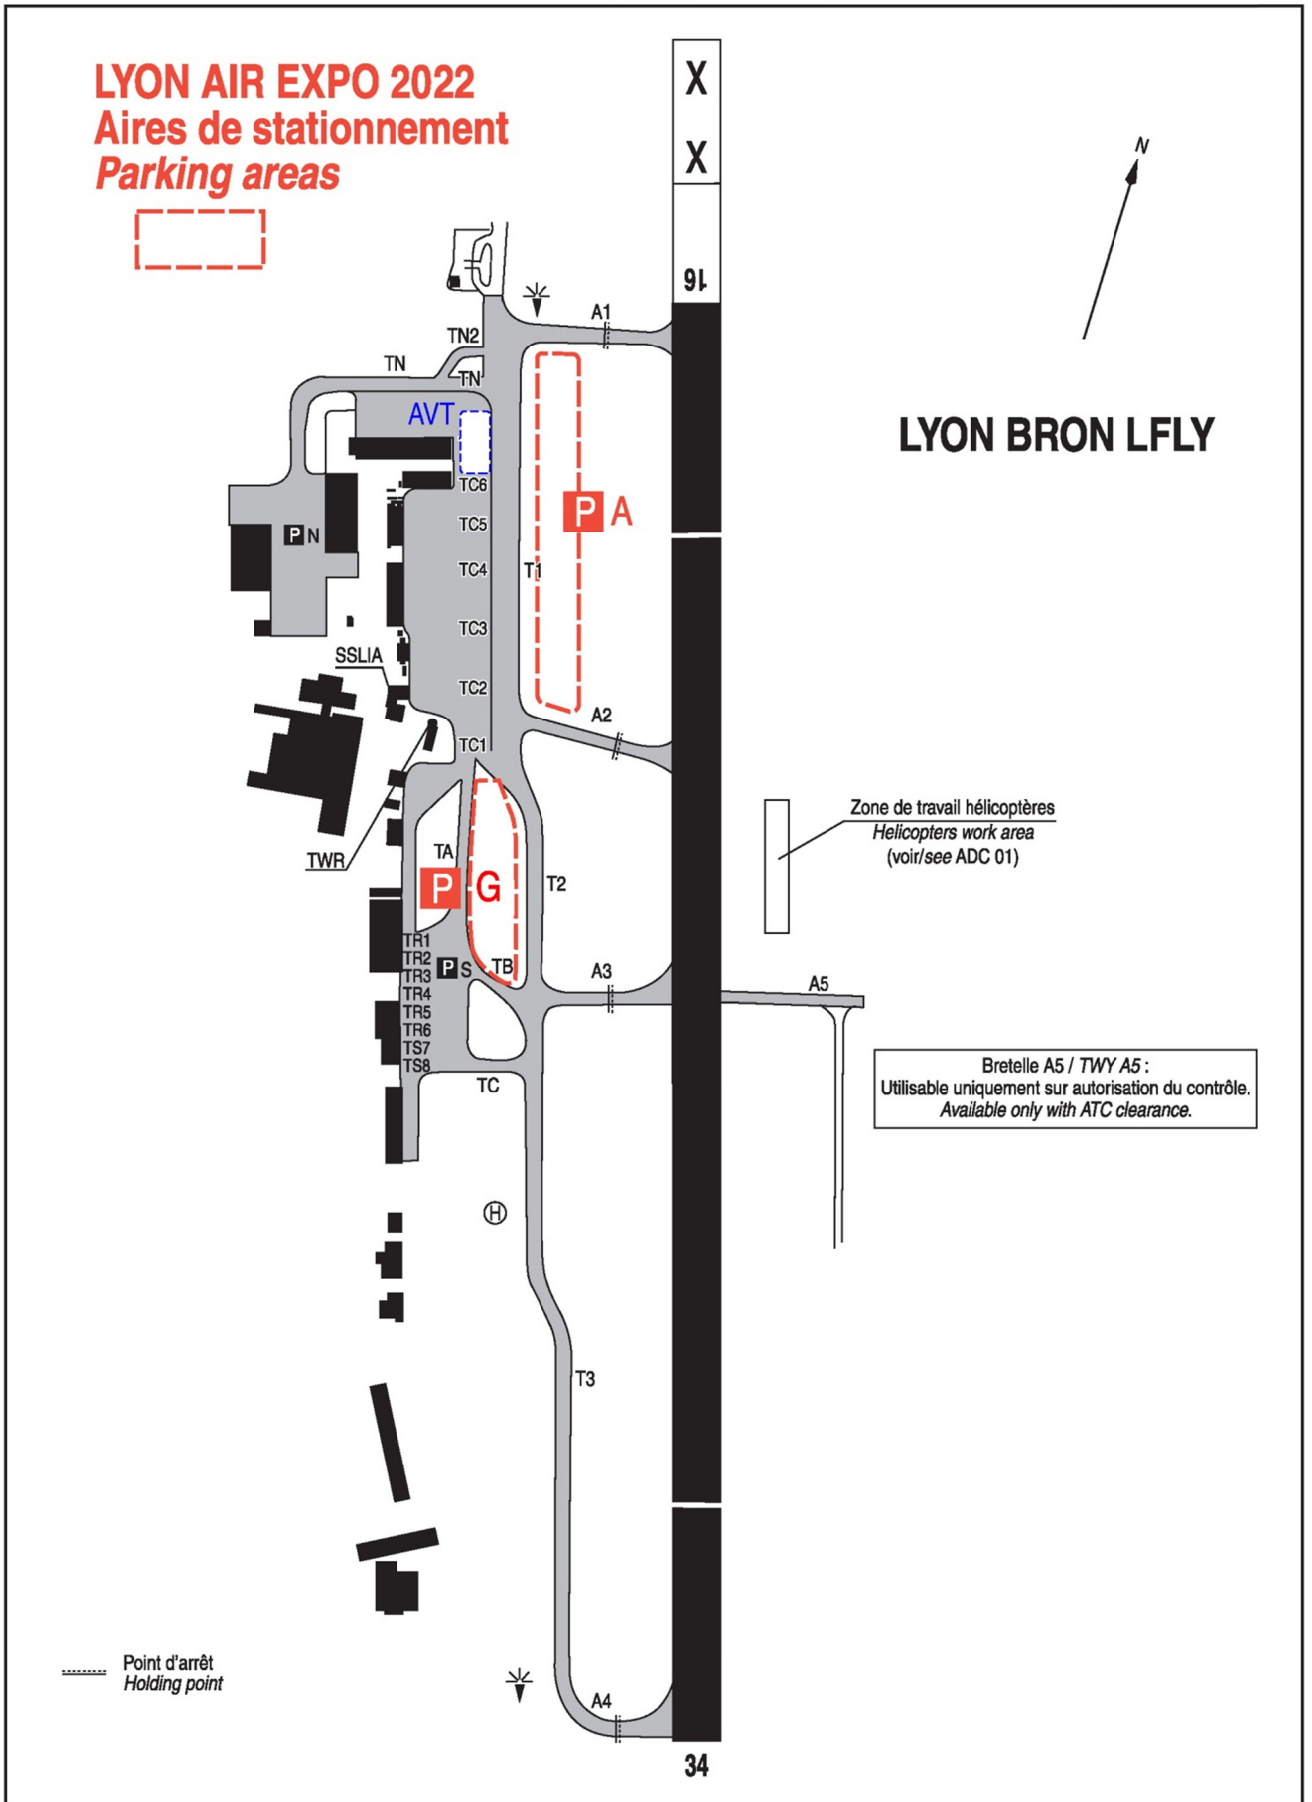 LYON AIR EXPO 2022
Aires de stationnement
Parking areas
X
X
N
16
A1
TN2
TN
TN
AVT
LYON BRON LFLY
TC6
P A
TC5
P N
TC4
T1
TC3
SSLIA
TC2
A2
TC1
Zone de travail hélicoptères
Helicopters work area
(voir/see ADC 01)
TWR
TA
P G
T2
TR1
TR2
P S
TB
TR3
A3
A5
TR4
TR5
TR6
TS7
TS8
TC
Bretelle A5 / TWY A5 :
Utilisable uniquement sur autorisation du contrôle.
Available only with ATC clearance.
H
T3
Point d'arrêt
Holding point
A4
34